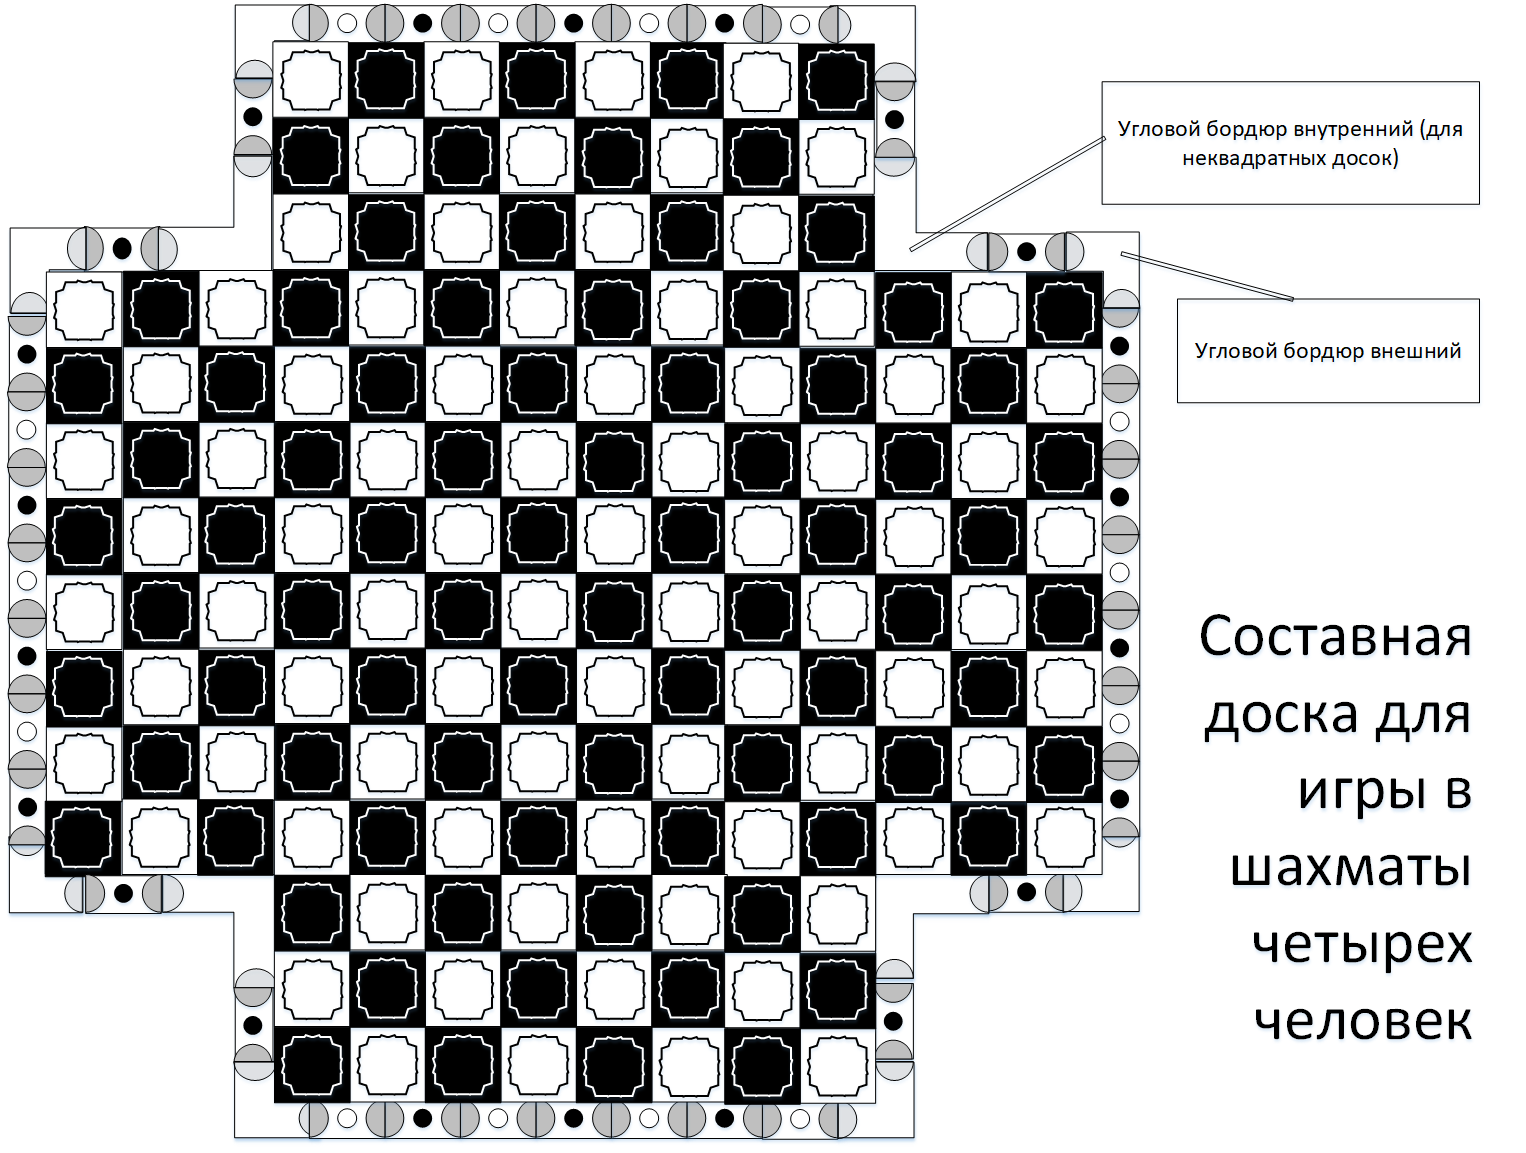 Угловой бордюр внутренний (для
неквадратных досок)
Угловой бордюр внешний
Составная
доска для
игры в
шахматы
четырех
человек